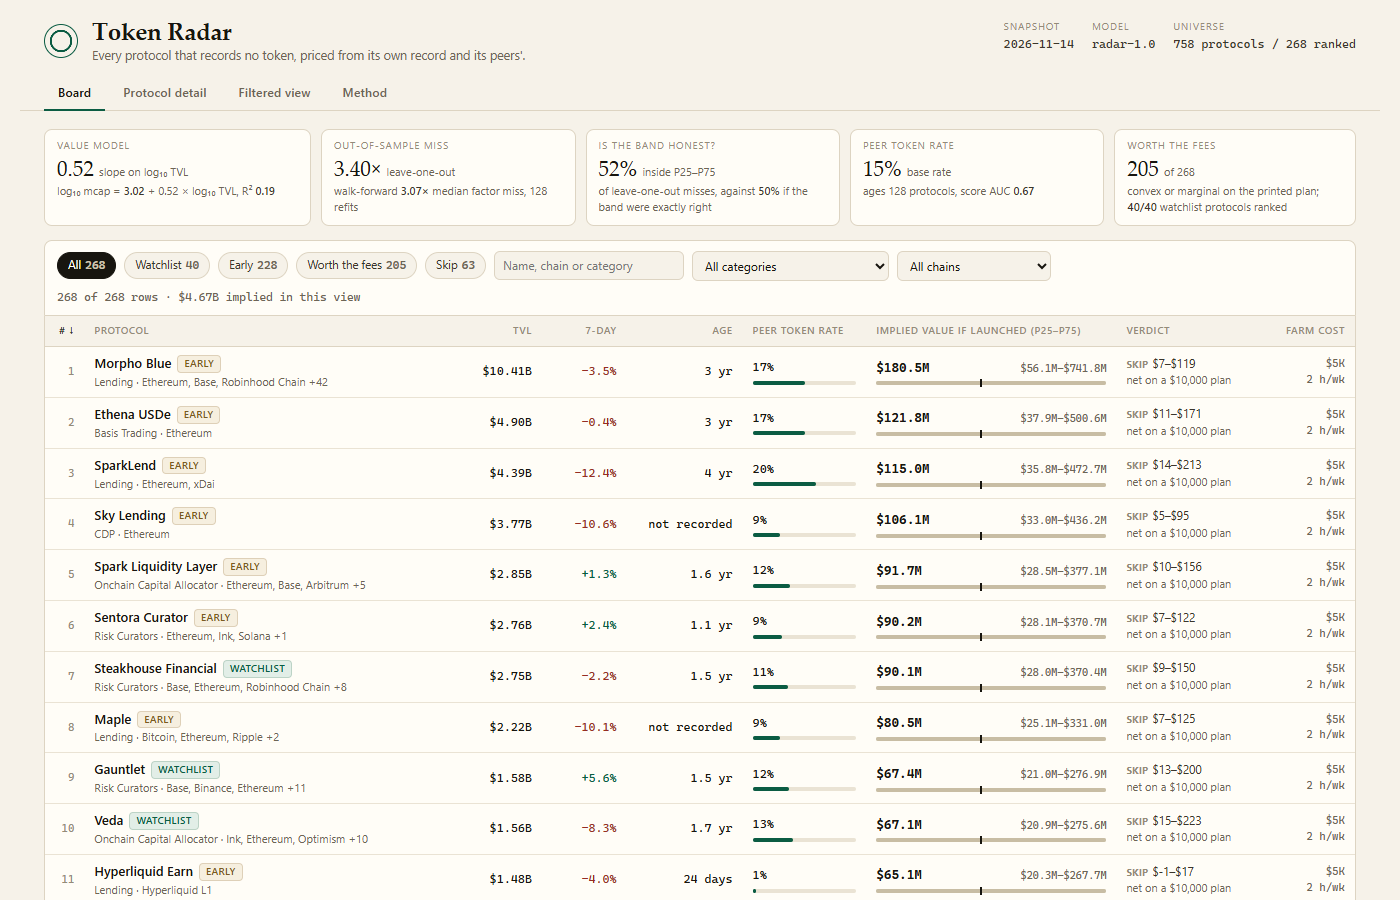 Token Radar
Every protocol that records no token, priced from its own record and its peers'.
SNAPSHOT
2026-11-14
MODEL
radar-1.0
UNIVERSE
758 protocols / 268 ranked
Board
Protocol detail
Filtered view
Method
VALUE MODEL
0.52 slope on log₁₀ TVL
log₁₀ mcap = 3.02 + 0.52 × log₁₀ TVL, R² 0.19
OUT-OF-SAMPLE MISS
3.40× leave-one-out
walk-forward 3.07× median factor miss, 128
refits
IS THE BAND HONEST?
52% inside P25–P75
of leave-one-out misses, against 50% if the
band were exactly right
PEER TOKEN RATE
15% base rate
ages 128 protocols, score AUC 0.67
WORTH THE FEES
205 of 268
convex or marginal on the printed plan;
40/40 watchlist protocols ranked
All 268
Watchlist 40
Early 228
Worth the fees 205
Skip 63
Name, chain or category
All categories
All chains
268 of 268 rows · $4.67B implied in this view
# ↓ PROTOCOL TVL 7-DAY AGE PEER TOKEN RATE IMPLIED VALUE IF LAUNCHED (P25–P75) VERDICT FARM COST
1 Morpho Blue EARLY $10.41B −3.5% 3 yr 17% $180.5M $56.1M–$741.8M SKIP $7–$119 $5K
Lending · Ethereum, Base, Robinhood Chain +42 net on a $10,000 plan 2 h/wk
2 Ethena USDe EARLY $4.90B −0.4% 3 yr 17% $121.8M $37.9M–$500.6M SKIP $11–$171 $5K
Basis Trading · Ethereum net on a $10,000 plan 2 h/wk
3 SparkLend EARLY $4.39B −12.4% 4 yr 20% $115.0M $35.8M–$472.7M SKIP $14–$213 $5K
Lending · Ethereum, xDai net on a $10,000 plan 2 h/wk
4 Sky Lending EARLY $3.77B −10.6% not recorded 9% $106.1M $33.0M–$436.2M SKIP $5–$95 $5K
CDP · Ethereum net on a $10,000 plan 2 h/wk
5 Spark Liquidity Layer EARLY $2.85B +1.3% 1.6 yr 12% $91.7M $28.5M–$377.1M SKIP $10–$156 $5K
Onchain Capital Allocator · Ethereum, Base, Arbitrum +5 net on a $10,000 plan 2 h/wk
6 Sentora Curator EARLY $2.76B +2.4% 1.1 yr 9% $90.2M $28.1M–$370.7M SKIP $7–$122 $5K
Risk Curators · Ethereum, Ink, Solana +1 net on a $10,000 plan 2 h/wk
7 Steakhouse Financial WATCHLIST $2.75B −2.2% 1.5 yr 11% $90.1M $28.0M–$370.4M SKIP $9–$150 $5K
Risk Curators · Base, Ethereum, Robinhood Chain +8 net on a $10,000 plan 2 h/wk
8 Maple EARLY $2.22B −10.1% not recorded 9% $80.5M $25.1M–$331.0M SKIP $7–$125 $5K
Lending · Bitcoin, Ethereum, Ripple +2 net on a $10,000 plan 2 h/wk
9 Gauntlet WATCHLIST $1.58B +5.6% 1.5 yr 12% $67.4M $21.0M–$276.9M SKIP $13–$200 $5K
Risk Curators · Base, Binance, Ethereum +11 net on a $10,000 plan 2 h/wk
10 Veda WATCHLIST $1.56B −8.3% 1.7 yr 13% $67.1M $20.9M–$275.6M SKIP $15–$223 $5K
Onchain Capital Allocator · Ink, Ethereum, Optimism +10 net on a $10,000 plan 2 h/wk
11 Hyperliquid Earn EARLY $1.48B −4.0% 24 days 1% $65.1M $20.3M–$267.7M SKIP $-1–$17 $5K
Lending · Hyperliquid L1 net on a $10,000 plan 2 h/wk